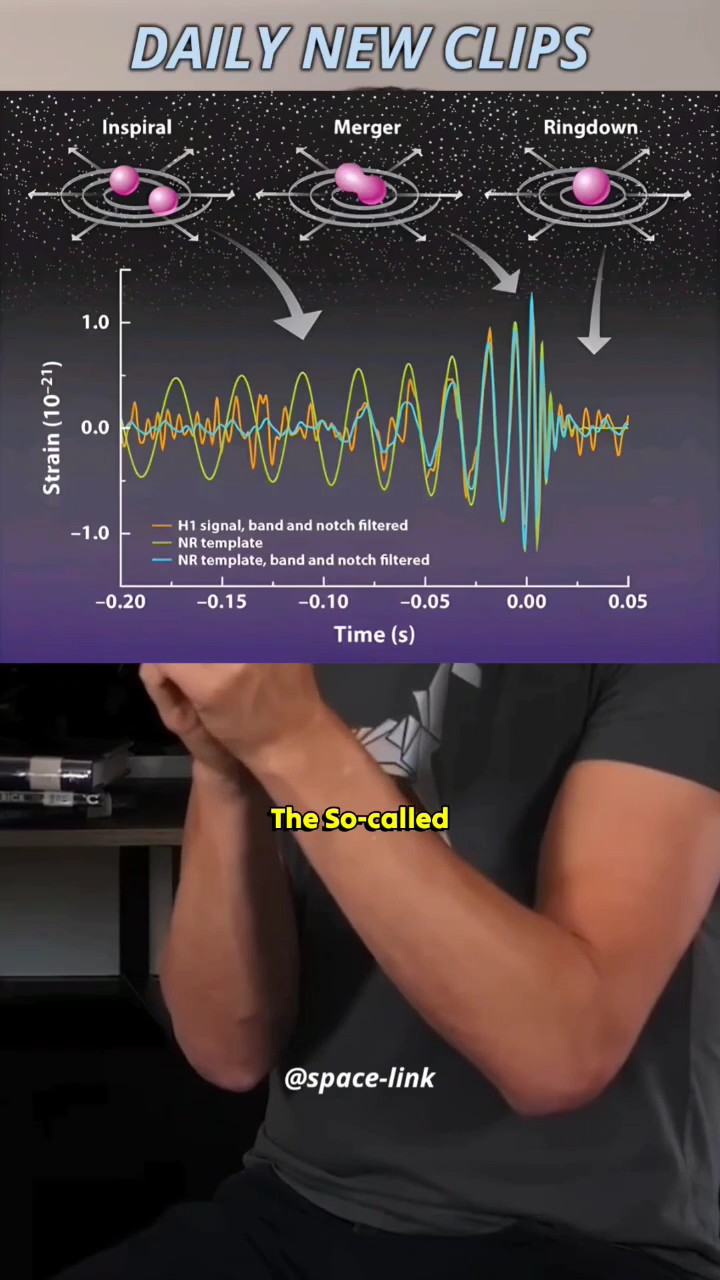 DAILY NEW CLIPS
Inspiral
Merger
Ringdown
1.0
0.0
−1.0
Strain (10⁻²¹)
H1 signal, band and notch filtered
NR template
NR template, band and notch filtered
−0.20
−0.15
−0.10
−0.05
0.00
0.05
Time (s)
The So-called
@space-link